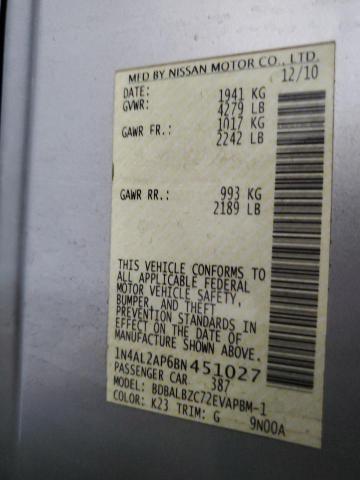 MFD BY NISSAN MOTOR CO., LTD.
DATE: 12/10
GVWR: 1941 KG
4279 LB
GAWR FR.: 1017 KG
2242 LB
GAWR RR.: 993 KG
2189 LB
THIS VEHICLE CONFORMS TO
ALL APPLICABLE FEDERAL
MOTOR VEHICLE SAFETY,
BUMPER, AND THEFT
PREVENTION STANDARDS IN
EFFECT ON THE DATE OF
MANUFACTURE SHOWN ABOVE.
1N4AL2AP6BN451027
PASSENGER CAR 387
MODEL: BDBALBZC72EVAPBM-1
COLOR: K23 TRIM: G 9N00A